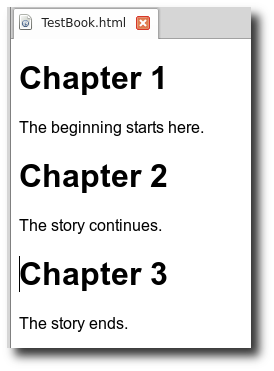 TestBook.html
Chapter 1
The beginning starts here.
Chapter 2
The story continues.
Chapter 3
The story ends.